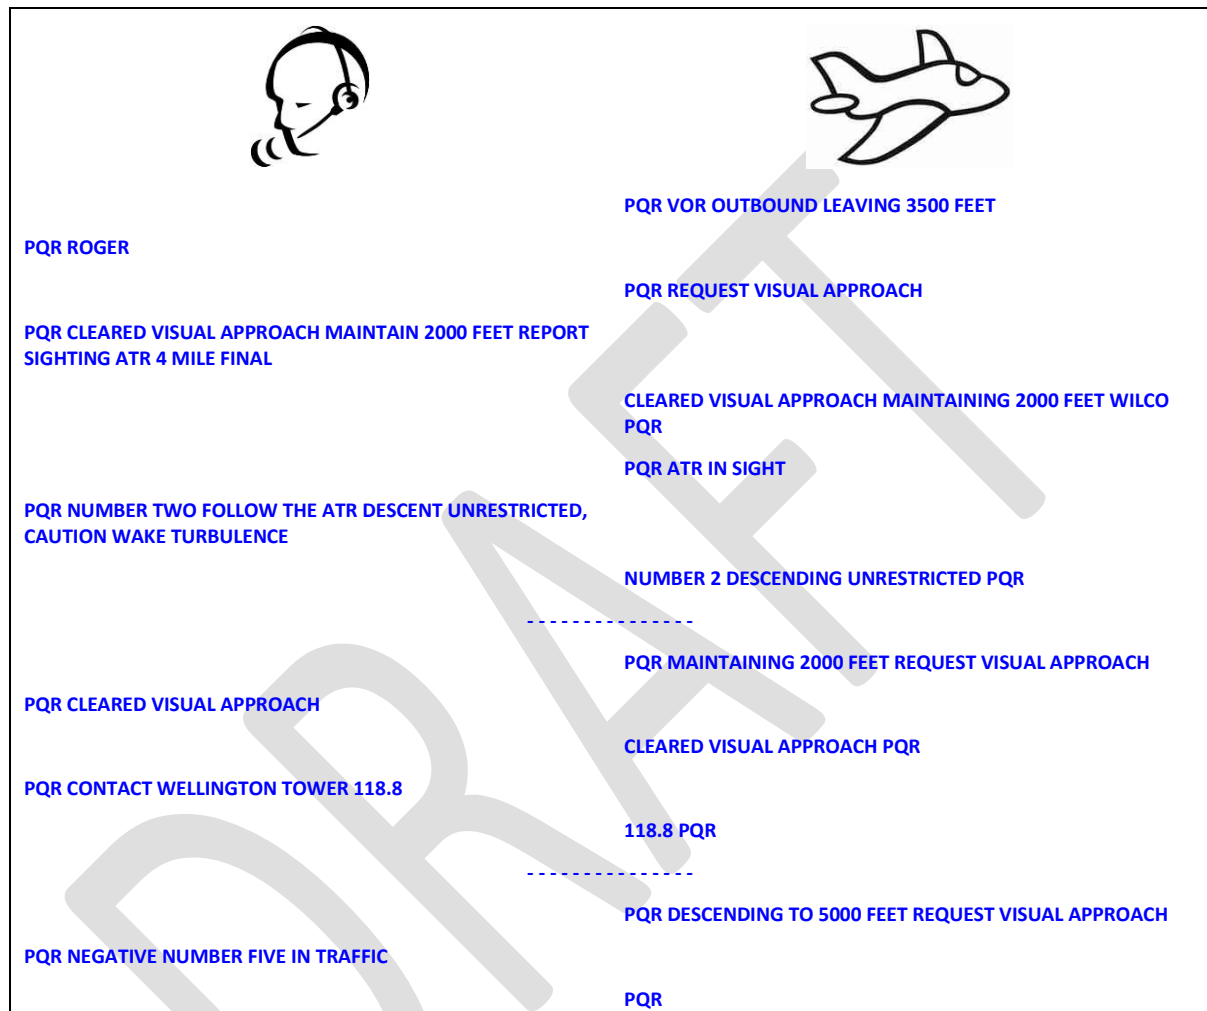 PQR VOR OUTBOUND LEAVING 3500 FEET
PQR ROGER
PQR REQUEST VISUAL APPROACH
PQR CLEARED VISUAL APPROACH MAINTAIN 2000 FEET REPORT
SIGHTING ATR 4 MILE FINAL
CLEARED VISUAL APPROACH MAINTAINING 2000 FEET WILCO
PQR
PQR ATR IN SIGHT
PQR NUMBER TWO FOLLOW THE ATR DESCENT UNRESTRICTED,
CAUTION WAKE TURBULENCE
NUMBER 2 DESCENDING UNRESTRICTED PQR
- - - - - - - - - - - - - - -
PQR MAINTAINING 2000 FEET REQUEST VISUAL APPROACH
PQR CLEARED VISUAL APPROACH
CLEARED VISUAL APPROACH PQR
PQR CONTACT WELLINGTON TOWER 118.8
118.8 PQR
- - - - - - - - - - - - - - -
PQR DESCENDING TO 5000 FEET REQUEST VISUAL APPROACH
PQR NEGATIVE NUMBER FIVE IN TRAFFIC
PQR
DRAFT